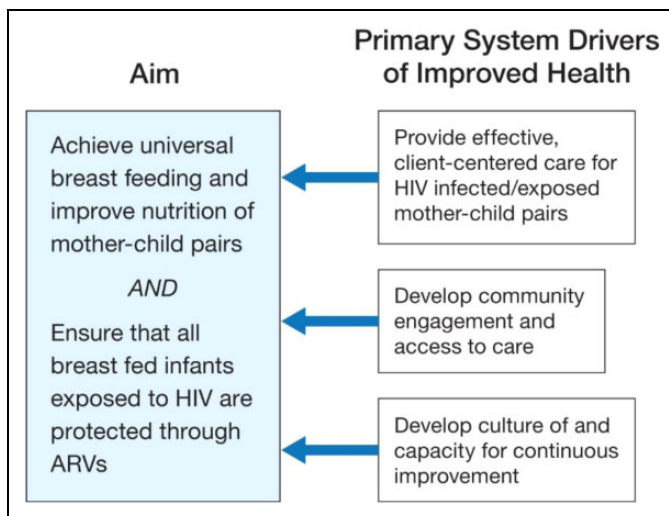 Aim
Achieve universal
breast feeding and
improve nutrition of
mother-child pairs
AND
Ensure that all
breast fed infants
exposed to HIV are
protected through
ARVs
Primary System Drivers
of Improved Health
Provide effective,
client-centered care for
HIV infected/exposed
mother-child pairs
Develop community
engagement and
access to care
Develop culture of and
capacity for continuous
improvement